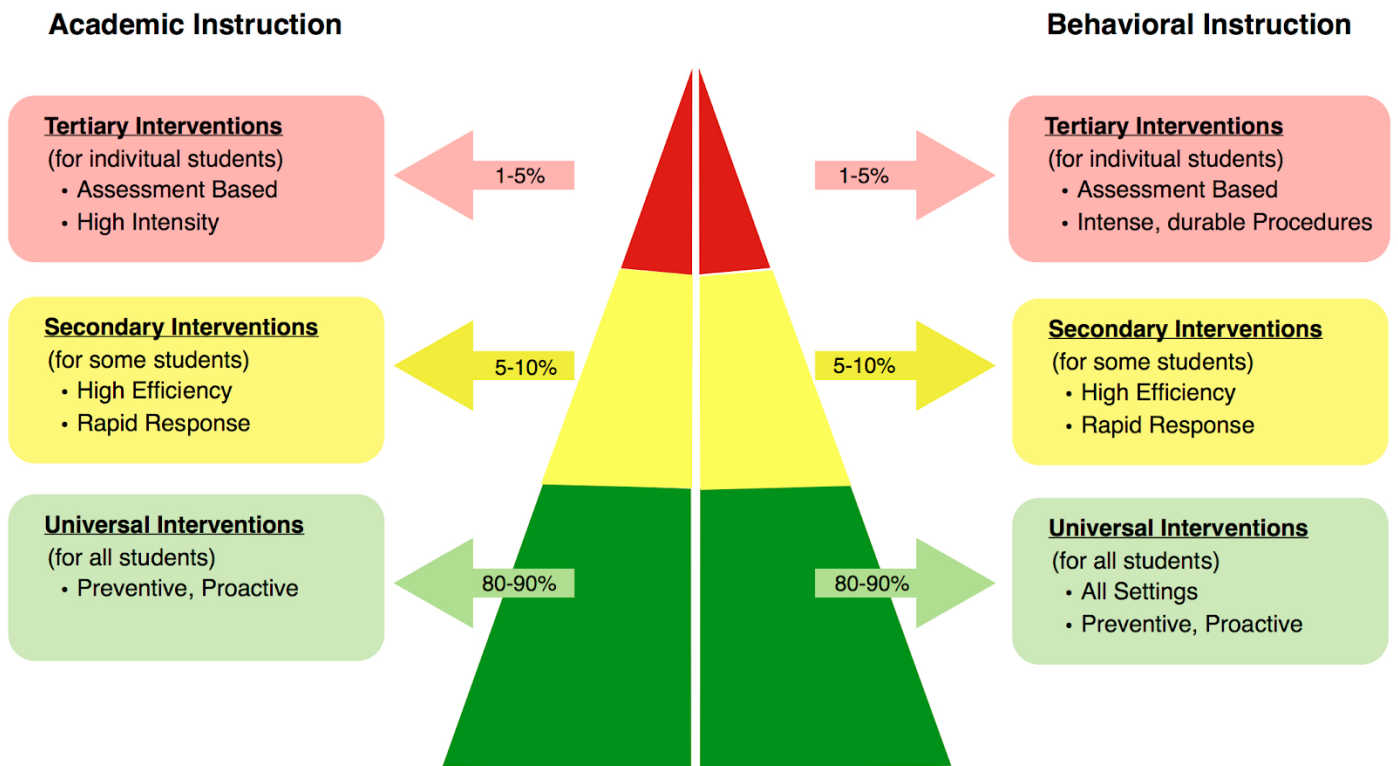 Academic Instruction
Tertiary Interventions
(for indivitual students)
• Assessment Based
• High Intensity
1-5%
Secondary Interventions
(for some students)
• High Efficiency
• Rapid Response
5-10%
Universal Interventions
(for all students)
• Preventive, Proactive
80-90%
Behavioral Instruction
1-5%
Tertiary Interventions
(for indivitual students)
• Assessment Based
• Intense, durable Procedures
5-10%
Secondary Interventions
(for some students)
• High Efficiency
• Rapid Response
80-90%
Universal Interventions
(for all students)
• All Settings
• Preventive, Proactive